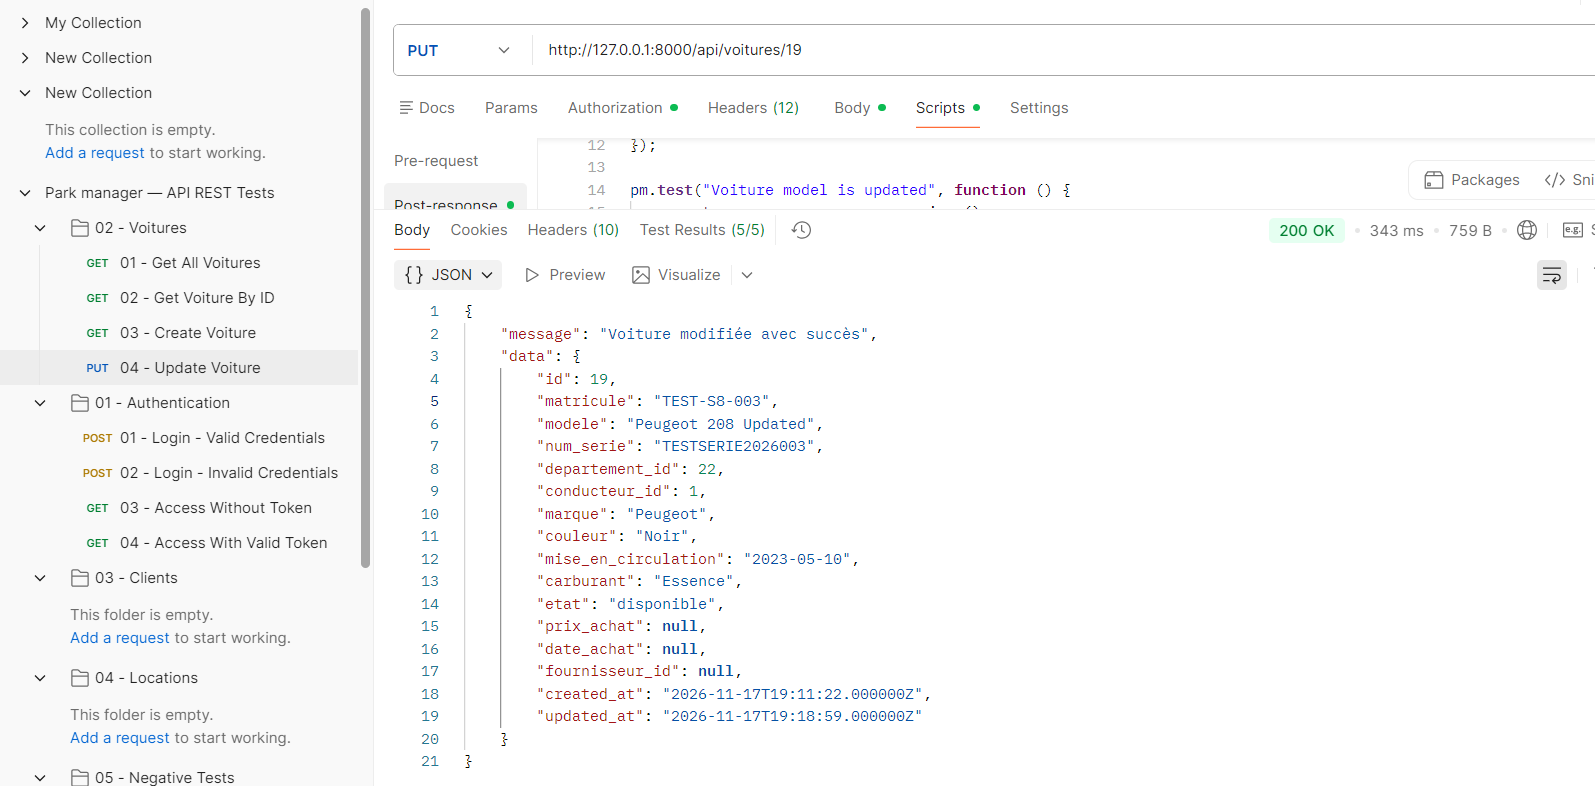 My Collection
New Collection
New Collection
This collection is empty.
Add a request to start working.
Park manager — API REST Tests
02 - Voitures
GET 01 - Get All Voitures
GET 02 - Get Voiture By ID
GET 03 - Create Voiture
PUT 04 - Update Voiture
01 - Authentication
POST 01 - Login - Valid Credentials
POST 02 - Login - Invalid Credentials
GET 03 - Access Without Token
GET 04 - Access With Valid Token
03 - Clients
This folder is empty.
Add a request to start working.
04 - Locations
This folder is empty.
Add a request to start working.
05 - Negative Tests
PUT http://127.0.0.1:8000/api/voitures/19
Docs Params Authorization Headers (12) Body Scripts Settings
Pre-request
Post-response
12 });
13
14 pm.test("Voiture model is updated", function () {
Packages </> Sni
Body Cookies Headers (10) Test Results (5/5) 200 OK 343 ms 759 B e.g.
{} JSON Preview Visualize
1 {
2 "message": "Voiture modifiée avec succès",
3 "data": {
4 "id": 19,
5 "matricule": "TEST-S8-003",
6 "modele": "Peugeot 208 Updated",
7 "num_serie": "TESTSERIE2026003",
8 "departement_id": 22,
9 "conducteur_id": 1,
10 "marque": "Peugeot",
11 "couleur": "Noir",
12 "mise_en_circulation": "2023-05-10",
13 "carburant": "Essence",
14 "etat": "disponible",
15 "prix_achat": null,
16 "date_achat": null,
17 "fournisseur_id": null,
18 "created_at": "2026-11-17T19:11:22.000000Z",
19 "updated_at": "2026-11-17T19:18:59.000000Z"
20 }
21 }